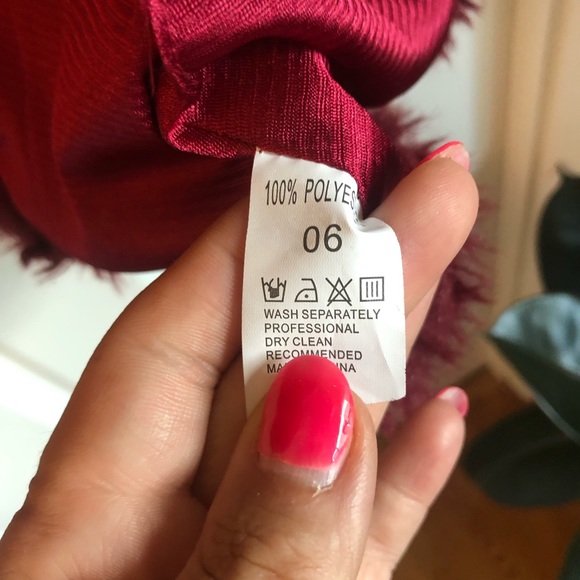 100% POLYES
06
WASH SEPARATELY
PROFESSIONAL
DRY CLEAN
RECOMMENDED